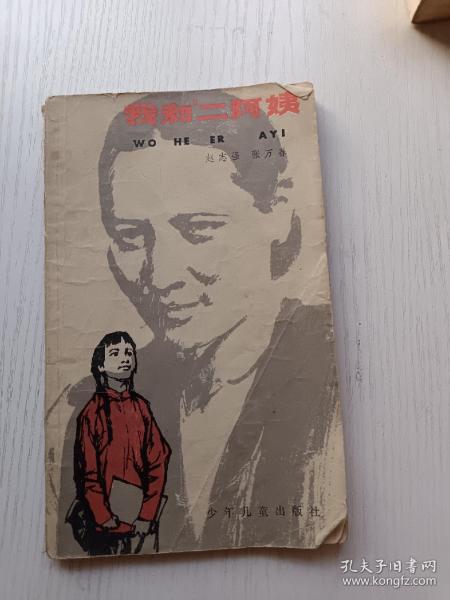 我和二阿姨
WO HE ER AYI
赵志强 张万春
少年儿童出版社
孔夫子旧书网
www.kongfz.com